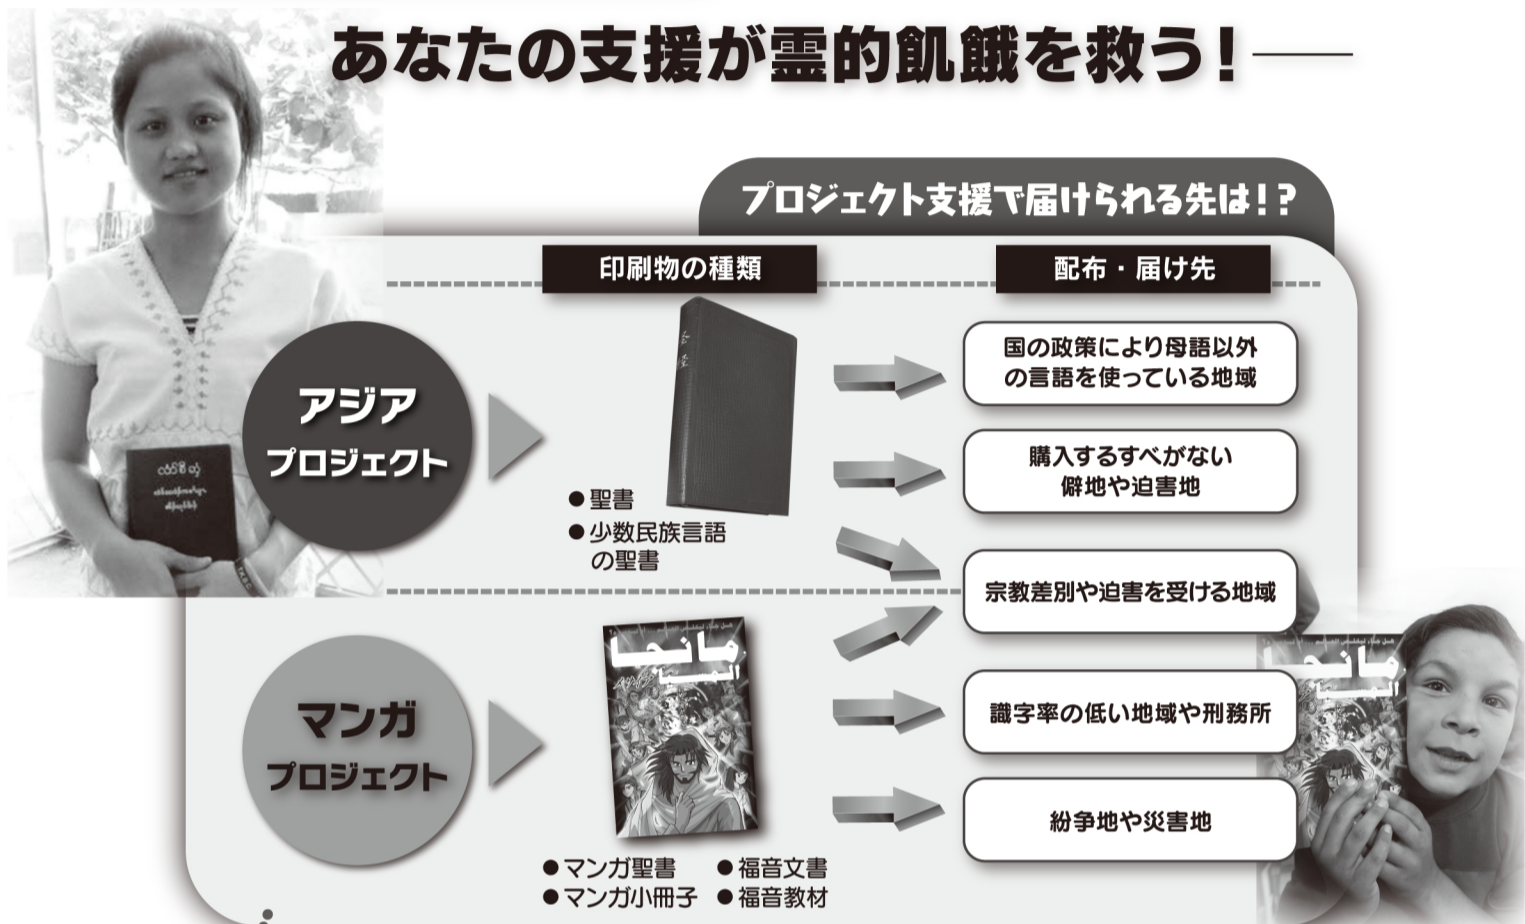 あなたの支援が霊的飢餓を救う!
プロジェクト支援で届けられる先は!?
印刷物の種類
配布・届け先
アジア
プロジェクト
● 聖書
● 少数民族言語
の聖書
国の政策により母語以外
の言語を使っている地域
購入するすべがない
僻地や迫害地
宗教差別や迫害を受ける地域
マンガ
プロジェクト
مانجا
المسيا
● マンガ聖書
● 福音文書
● マンガ小冊子
● 福音教材
識字率の低い地域や刑務所
紛争地や災害地
مانجا
المسيا